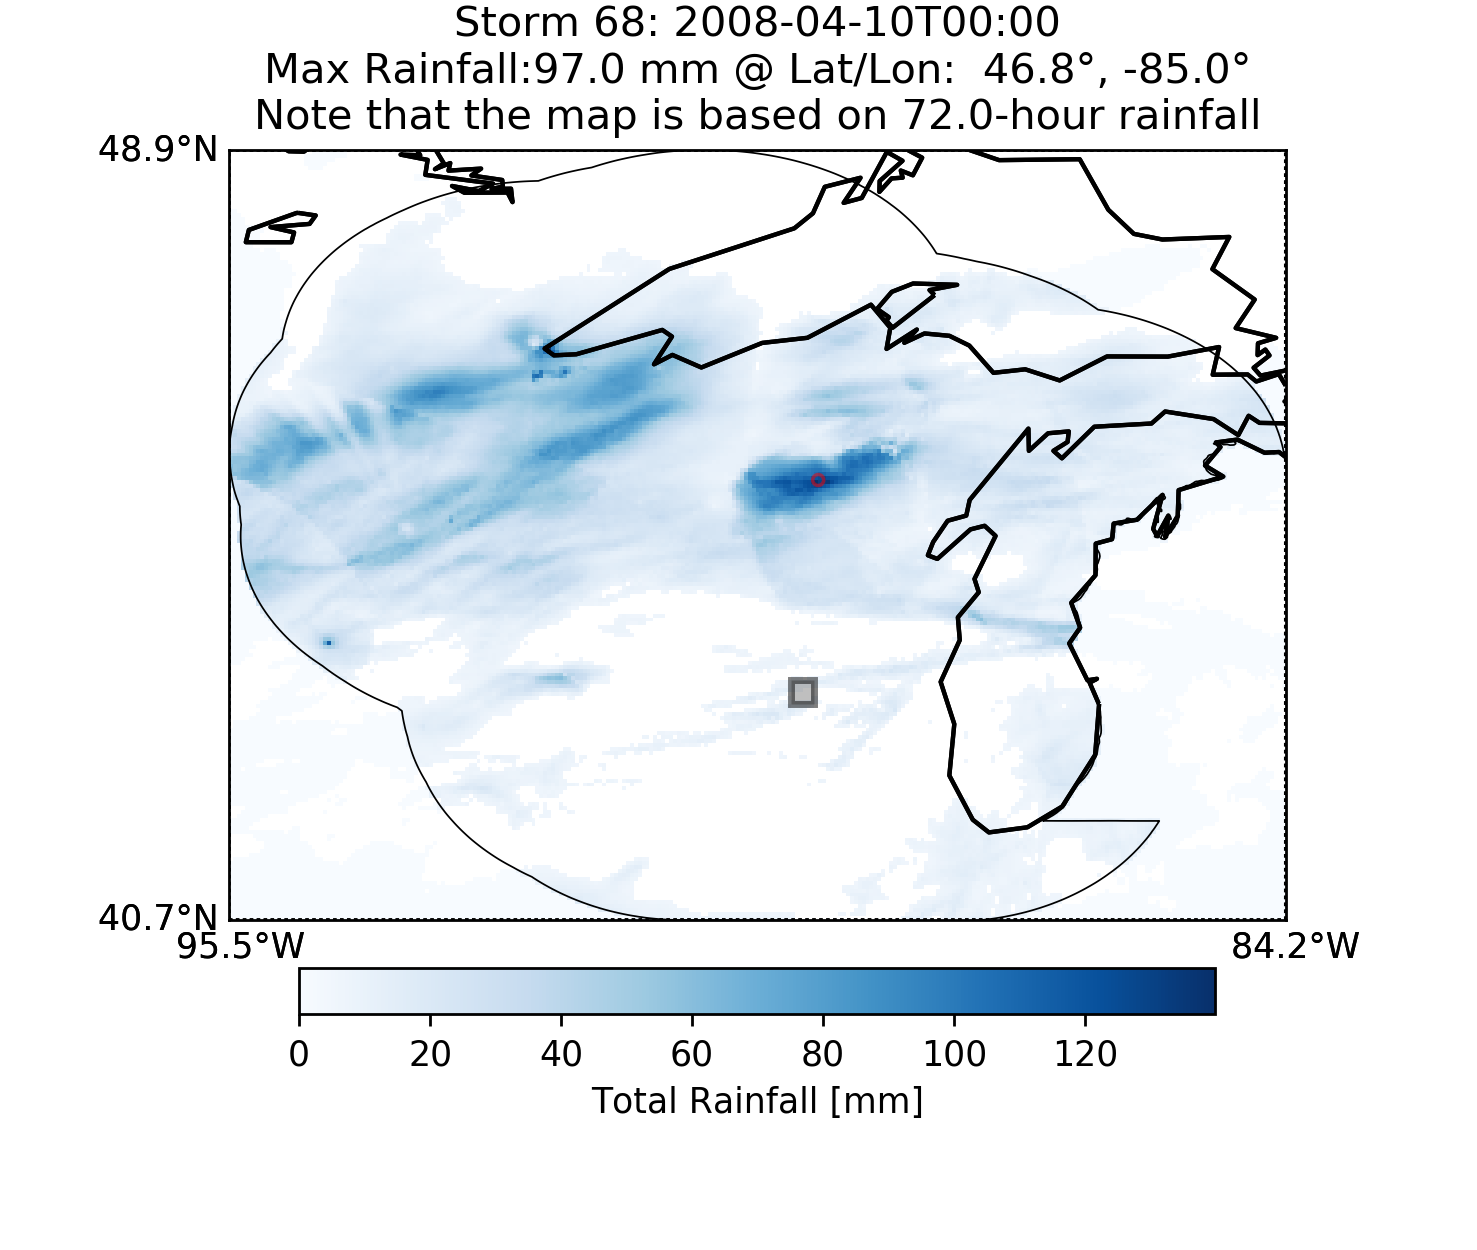 Storm 68: 2008-04-10T00:00
Max Rainfall:97.0 mm @ Lat/Lon:  46.8°, -85.0°
Note that the map is based on 72.0-hour rainfall
48.9°N
40.7°N
95.5°W 84.2°W
0 20 40 60 80 100 120
Total Rainfall [mm]